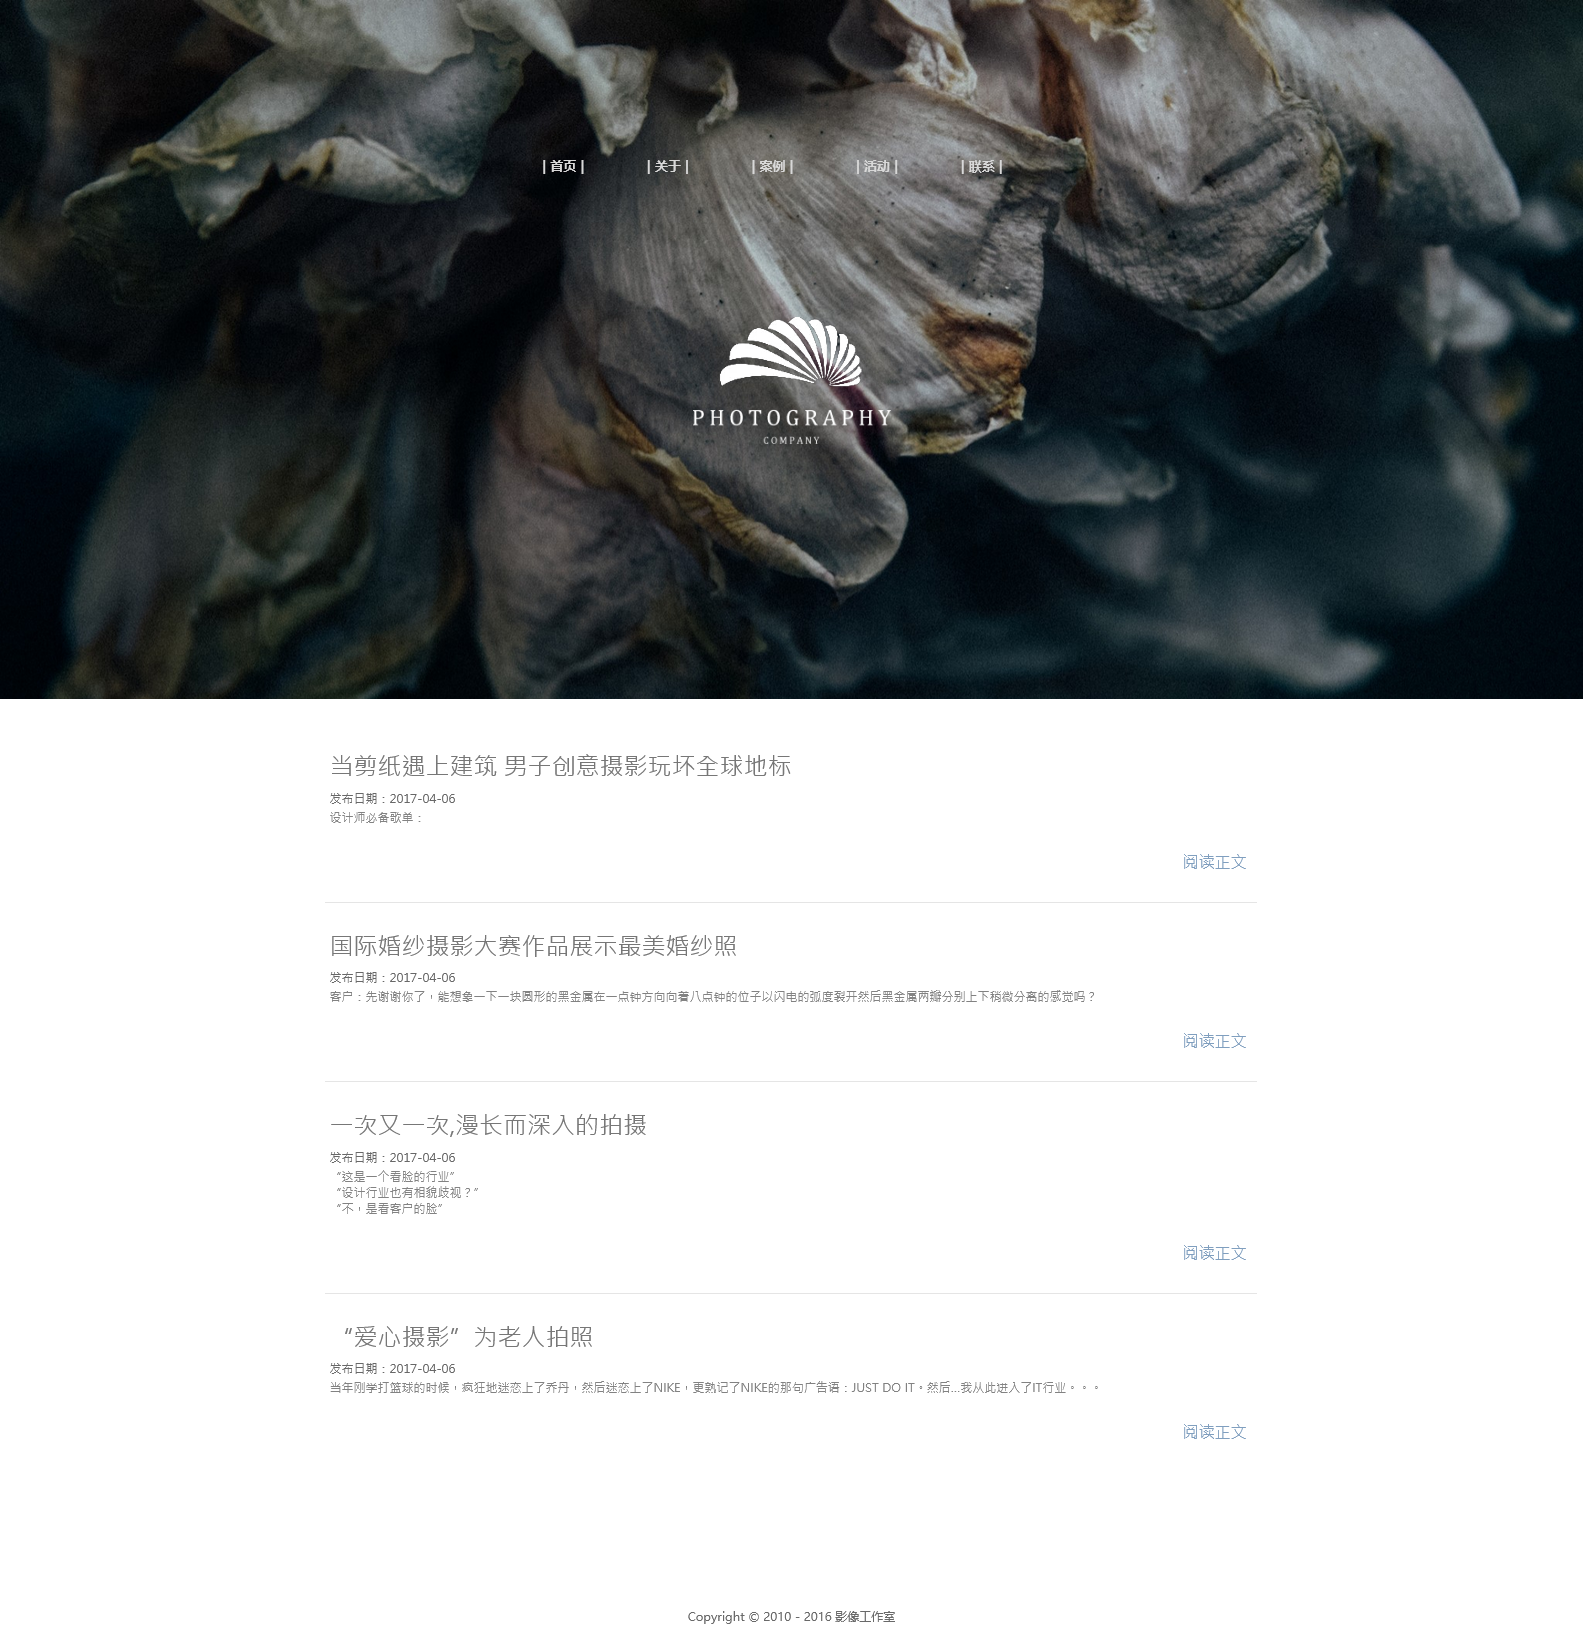 | 首页 | | 关于 | | 案例 | | 活动 | | 联系 |
PHOTOGRAPHY
COMPANY
当剪纸遇上建筑 男子创意摄影玩坏全球地标
发布日期：2017-04-06
设计师必备歌单：
阅读正文
国际婚纱摄影大赛作品展示最美婚纱照
发布日期：2017-04-06
客户：先谢谢你了，能想象一下一块圆形的黑金属在一点钟方向向着八点钟的位子以闪电的弧度裂开然后黑金属两瓣分别上下稍微分离的感觉吗？
阅读正文
一次又一次,漫长而深入的拍摄
发布日期：2017-04-06
“这是一个看脸的行业”
“设计行业也有相貌歧视？”
“不，是看客户的脸”
阅读正文
“爱心摄影”为老人拍照
发布日期：2017-04-06
当年刚学打篮球的时候，疯狂地迷恋上了乔丹，然后迷恋上了NIKE，更熟记了NIKE的那句广告语：JUST DO IT。然后...我从此进入了IT行业。。。
阅读正文
Copyright © 2010 - 2016 影像工作室